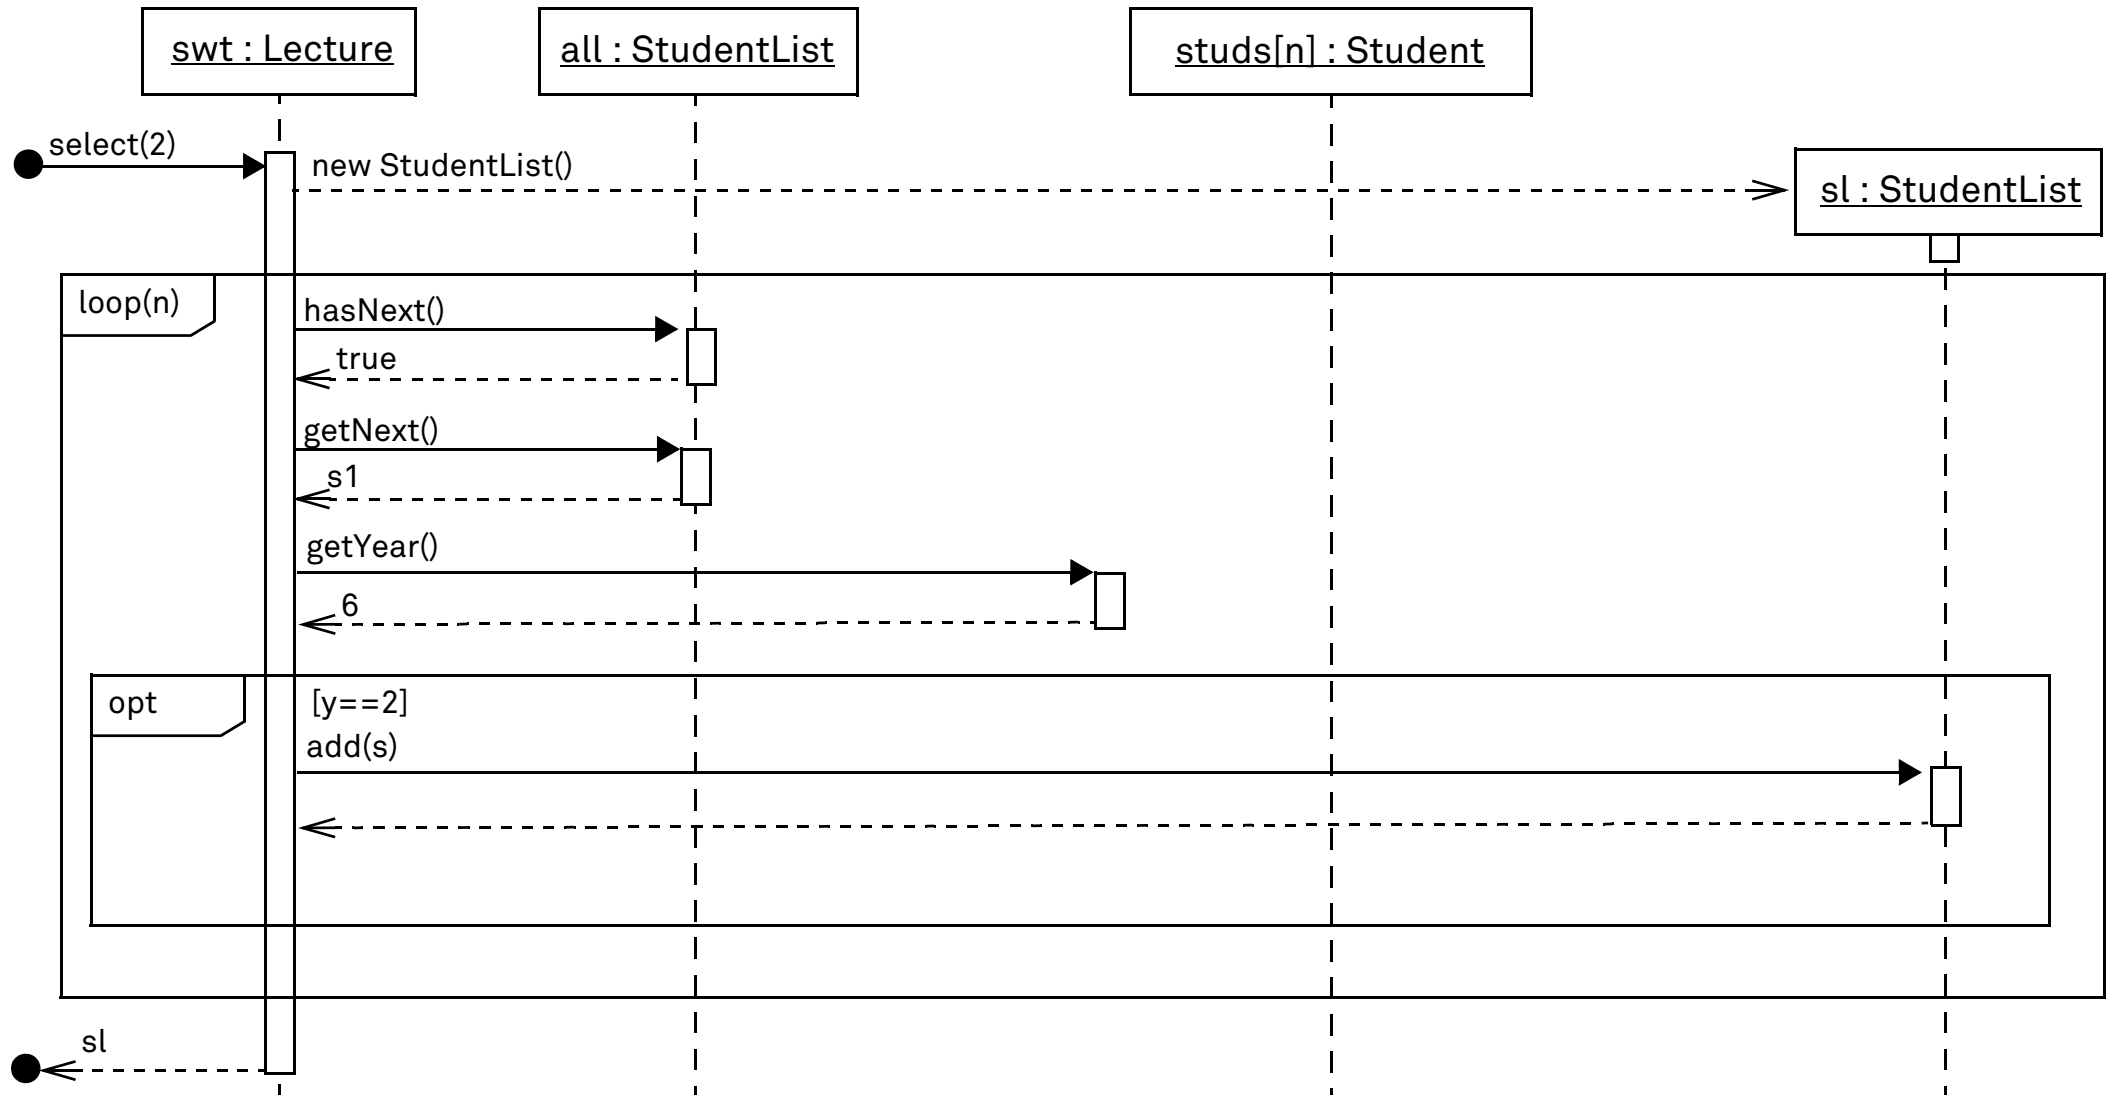 swt : Lecture
all : StudentList
studs[n] : Student
select(2)
new StudentList()
sl : StudentList
loop(n)
hasNext()
true
getNext()
s1
getYear()
6
opt
[y==2]
add(s)
sl